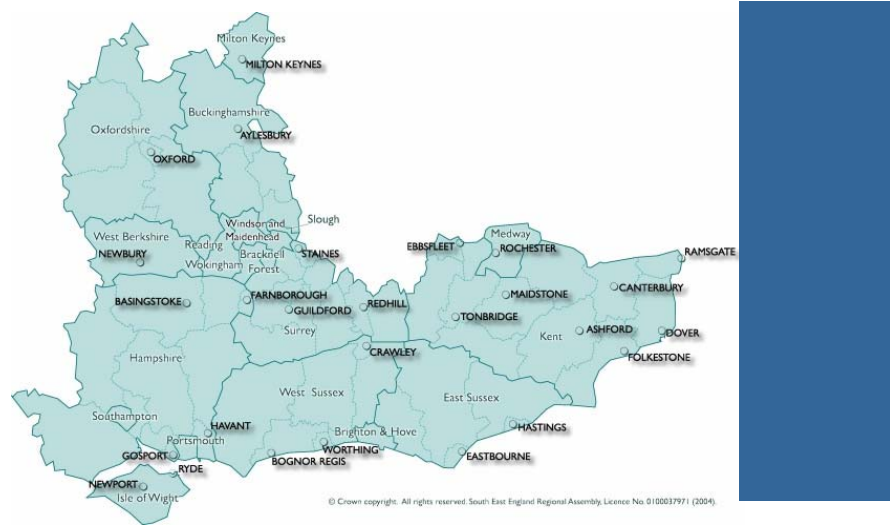 Milton Keynes
MILTON KEYNES
Buckinghamshire
Oxfordshire
AYLESBURY
OXFORD
Slough
Windsor and
Maidenhead
Medway
West Berkshire
Reading
EBBSFLEET
ROCHESTER
RAMSGATE
NEWBURY
Bracknell
Forest
STAINES
Wokingham
CANTERBURY
BASINGSTOKE
FARNBOROUGH
GUILDFORD
REDHILL
MAIDSTONE
TONBRIDGE
Surrey
Kent
ASHFORD
DOVER
CRAWLEY
FOLKESTONE
Hampshire
West Sussex
East Sussex
Southampton
HAVANT
HASTINGS
Portsmouth
Brighton & Hove
WORTHING
GOSPORT
BOGNOR REGIS
EASTBOURNE
RYDE
NEWPORT
Isle of Wight
© Crown copyright. All rights reserved. South East England Regional Assembly, Licence No. 0100037971 (2004).